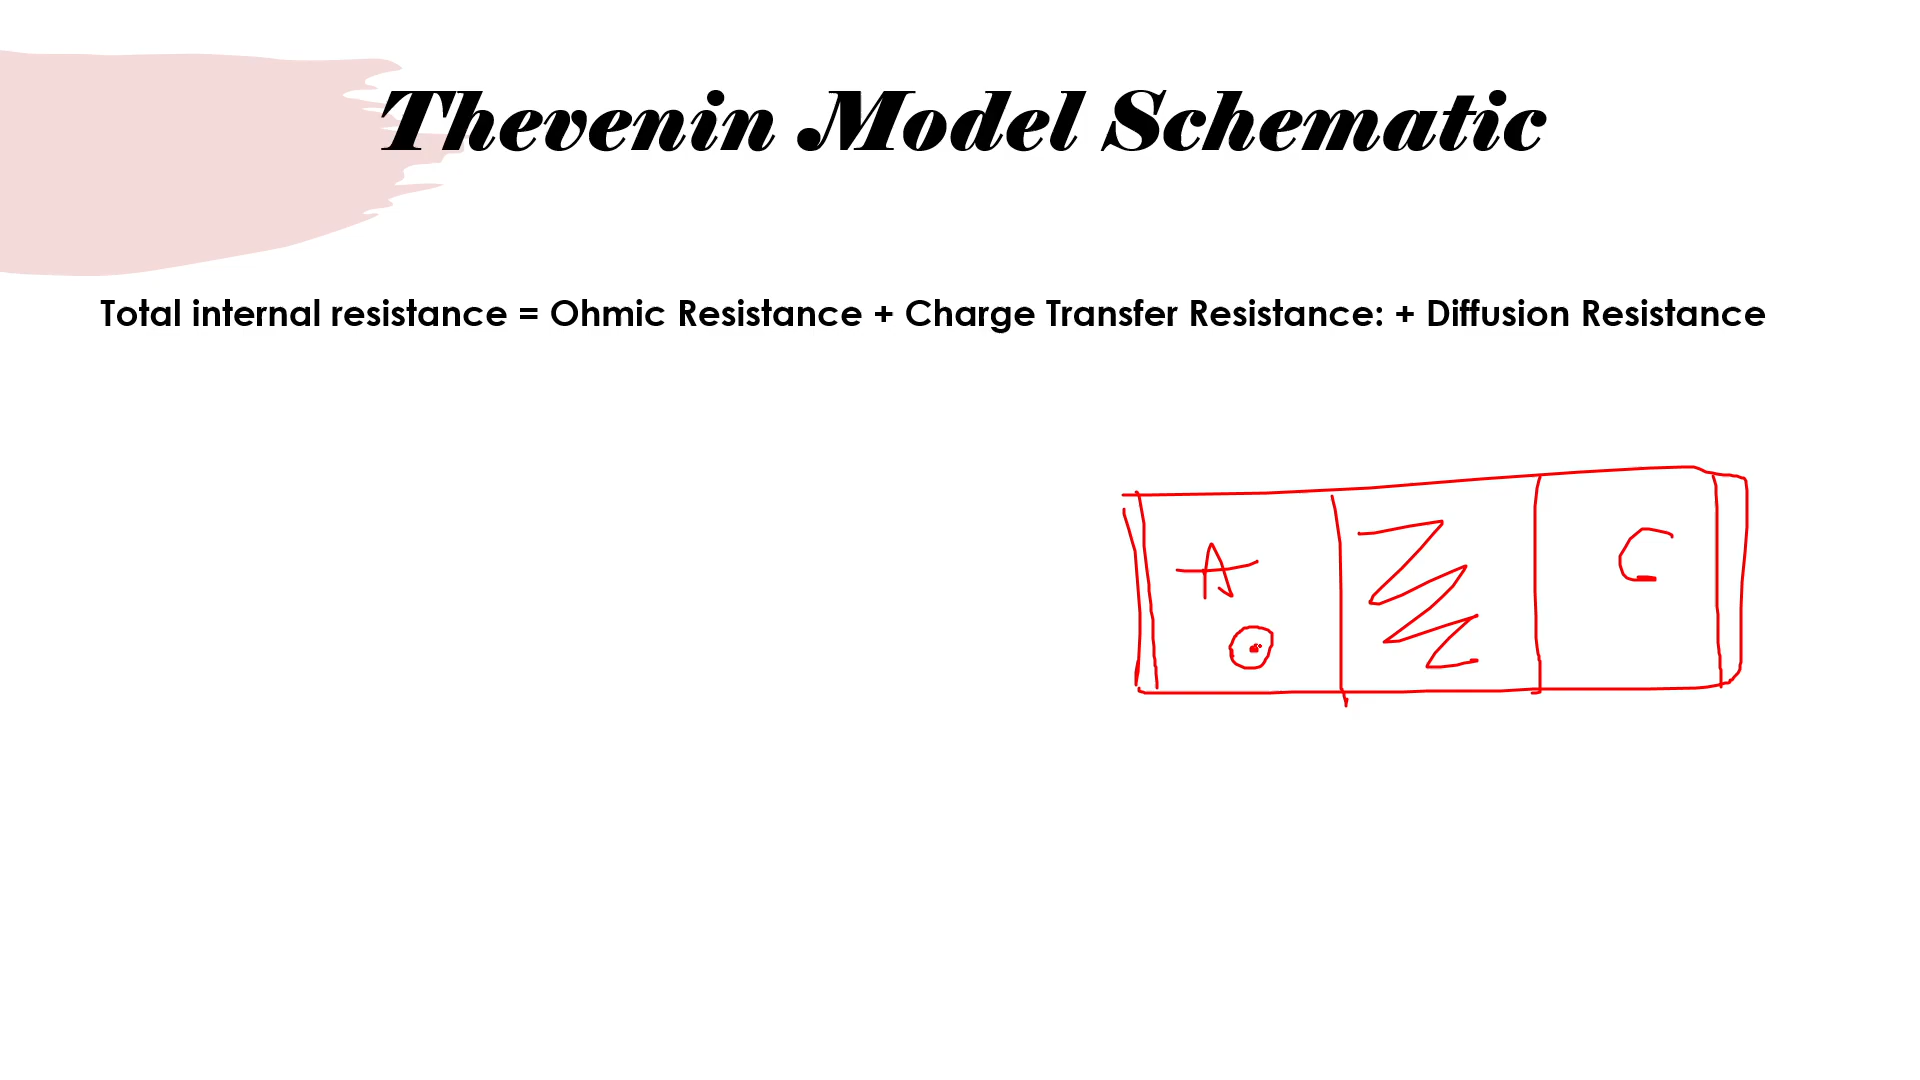 Thevenin Model Schematic
Total internal resistance = Ohmic Resistance + Charge Transfer Resistance: + Diffusion Resistance
A
C